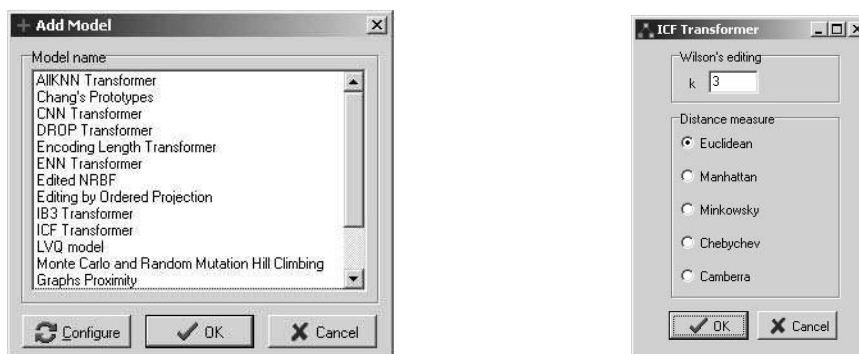 Add Model
Model name
AllKNN Transformer
Chang's Prototypes
CNN Transformer
DROP Transformer
Encoding Length Transformer
ENN Transformer
Edited NRBF
Editing by Ordered Projection
IB3 Transformer
ICF Transformer
LVQ model
Monte Carlo and Random Mutation Hill Climbing
Graphs Proximity
Configure
OK
Cancel
ICF Transformer
Wilson's editing
k 3
Distance measure
Euclidean
Manhattan
Minkowsky
Chebychev
Camberra
OK
Cancel